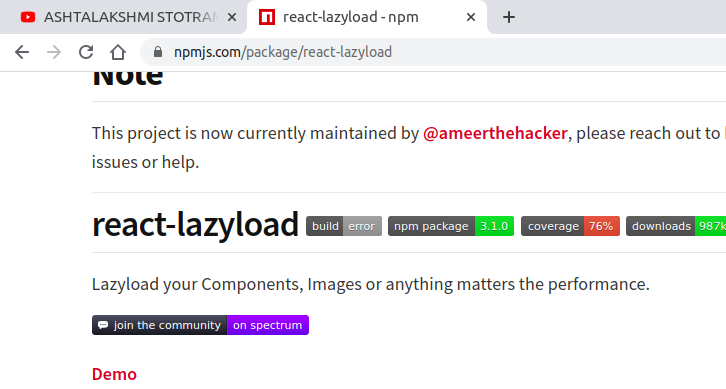 ASHTALAKSHMI STOTRAM
react-lazyload - npm
npmjs.com/package/react-lazyload
Note
This project is now currently maintained by @ameerthehacker, please reach out to
issues or help.
react-lazyload build error npm package 3.1.0 coverage 76% downloads 987k
Lazyload your Components, Images or anything matters the performance.
join the community on spectrum
Demo